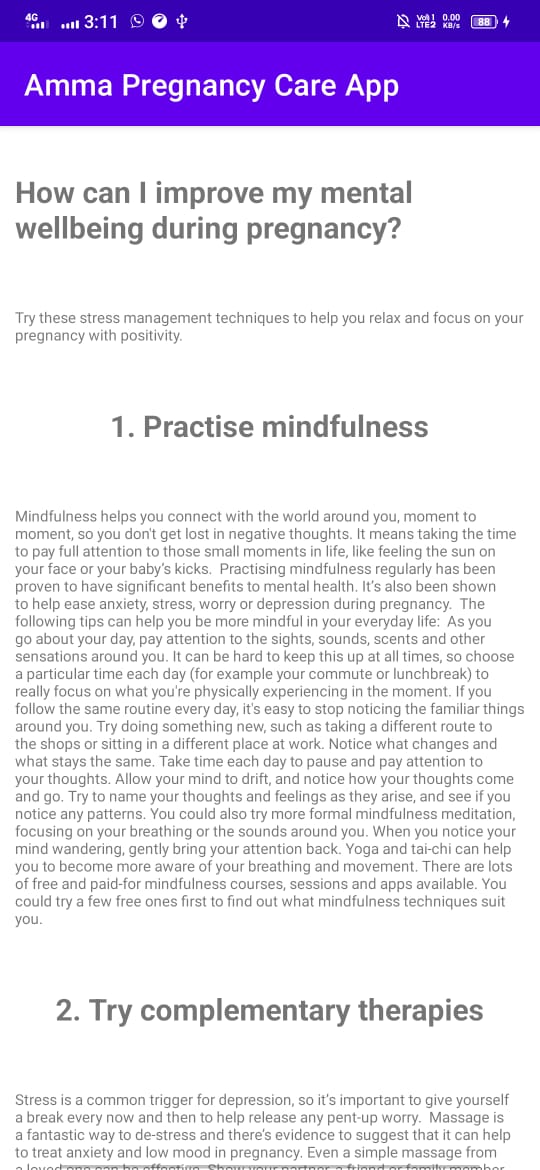 4G 3:11 Vo) 1 LTE2 0.00 KB/s 88
Amma Pregnancy Care App
How can I improve my mental
wellbeing during pregnancy?
Try these stress management techniques to help you relax and focus on your
pregnancy with positivity.
1. Practise mindfulness
Mindfulness helps you connect with the world around you, moment to
moment, so you don't get lost in negative thoughts. It means taking the time
to pay full attention to those small moments in life, like feeling the sun on
your face or your baby's kicks.  Practising mindfulness regularly has been
proven to have significant benefits to mental health. It's also been shown
to help ease anxiety, stress, worry or depression during pregnancy.  The
following tips can help you be more mindful in your everyday life:  As you
go about your day, pay attention to the sights, sounds, scents and other
sensations around you. It can be hard to keep this up at all times, so choose
a particular time each day (for example your commute or lunchbreak) to
really focus on what you're physically experiencing in the moment. If you
follow the same routine every day, it's easy to stop noticing the familiar things
around you. Try doing something new, such as taking a different route to
the shops or sitting in a different place at work. Notice what changes and
what stays the same. Take time each day to pause and pay attention to
your thoughts. Allow your mind to drift, and notice how your thoughts come
and go. Try to name your thoughts and feelings as they arise, and see if you
notice any patterns. You could also try more formal mindfulness meditation,
focusing on your breathing or the sounds around you. When you notice your
mind wandering, gently bring your attention back. Yoga and tai-chi can help
you to become more aware of your breathing and movement. There are lots
of free and paid-for mindfulness courses, sessions and apps available. You
could try a few free ones first to find out what mindfulness techniques suit
you.
2. Try complementary therapies
Stress is a common trigger for depression, so it's important to give yourself
a break every now and then to help release any pent-up worry.  Massage is
a fantastic way to de-stress and there's evidence to suggest that it can help
to treat anxiety and low mood in pregnancy. Even a simple massage from
a loved one can be effective. Show your partner, a friend or family member